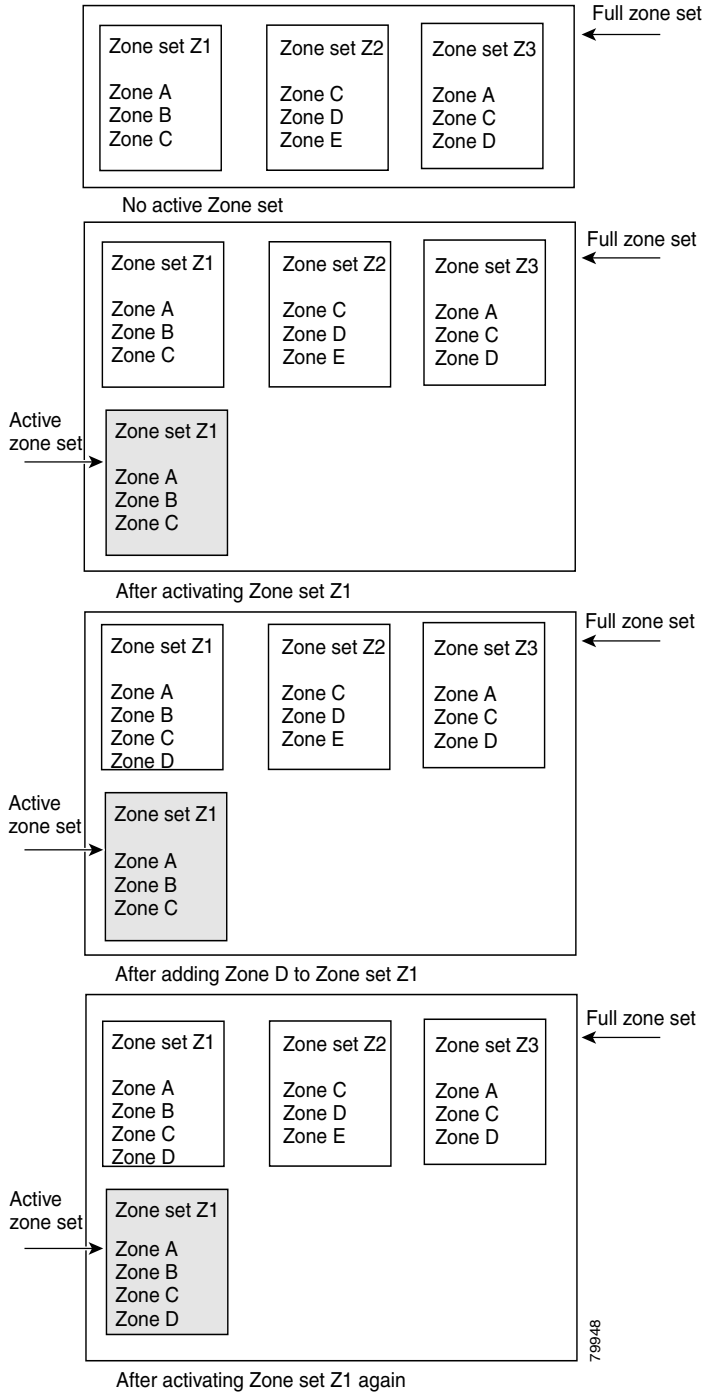 Full zone set
Zone set Z1
Zone A
Zone B
Zone C
Zone set Z2
Zone C
Zone D
Zone E
Zone set Z3
Zone A
Zone C
Zone D
No active Zone set
Full zone set
Zone set Z1
Zone A
Zone B
Zone C
Zone set Z2
Zone C
Zone D
Zone E
Zone set Z3
Zone A
Zone C
Zone D
Active
zone set
Zone set Z1
Zone A
Zone B
Zone C
After activating Zone set Z1
Full zone set
Zone set Z1
Zone A
Zone B
Zone C
Zone D
Zone set Z2
Zone C
Zone D
Zone E
Zone set Z3
Zone A
Zone C
Zone D
Active
zone set
Zone set Z1
Zone A
Zone B
Zone C
After adding Zone D to Zone set Z1
Full zone set
Zone set Z1
Zone A
Zone B
Zone C
Zone D
Zone set Z2
Zone C
Zone D
Zone E
Zone set Z3
Zone A
Zone C
Zone D
Active
zone set
Zone set Z1
Zone A
Zone B
Zone C
Zone D
79948
After activating Zone set Z1 again